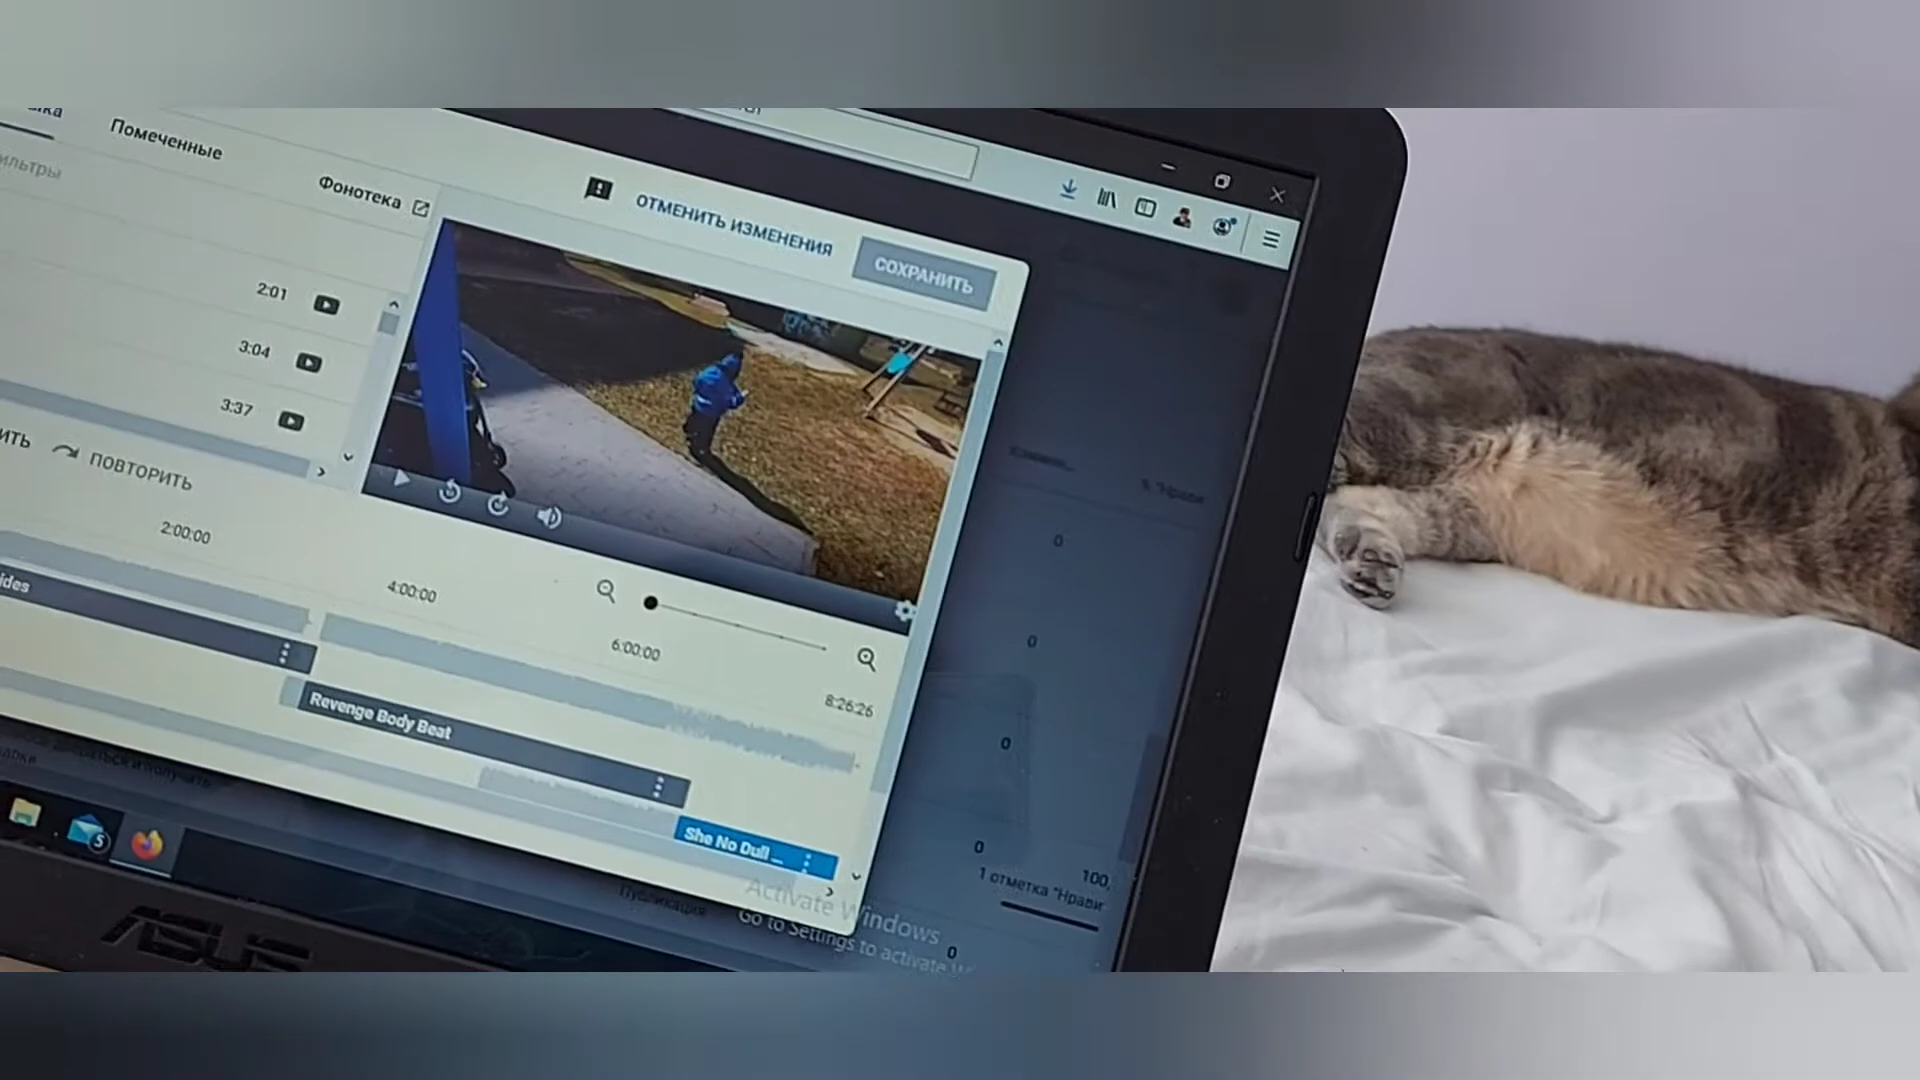 Помеченные
Фонотека
ОТМЕНИТЬ ИЗМЕНЕНИЯ
СОХРАНИТЬ
2:01
3:04
3:37
ПОВТОРИТЬ
2:00:00
4:00:00
6:00:00
8:26:26
Revenge Body Beat
She No Dull ...
5
0
0
0
0
0
100,
1 отметка "Нрави
Публикация
Activate Windows
Go to Settings to activate W
ASUS